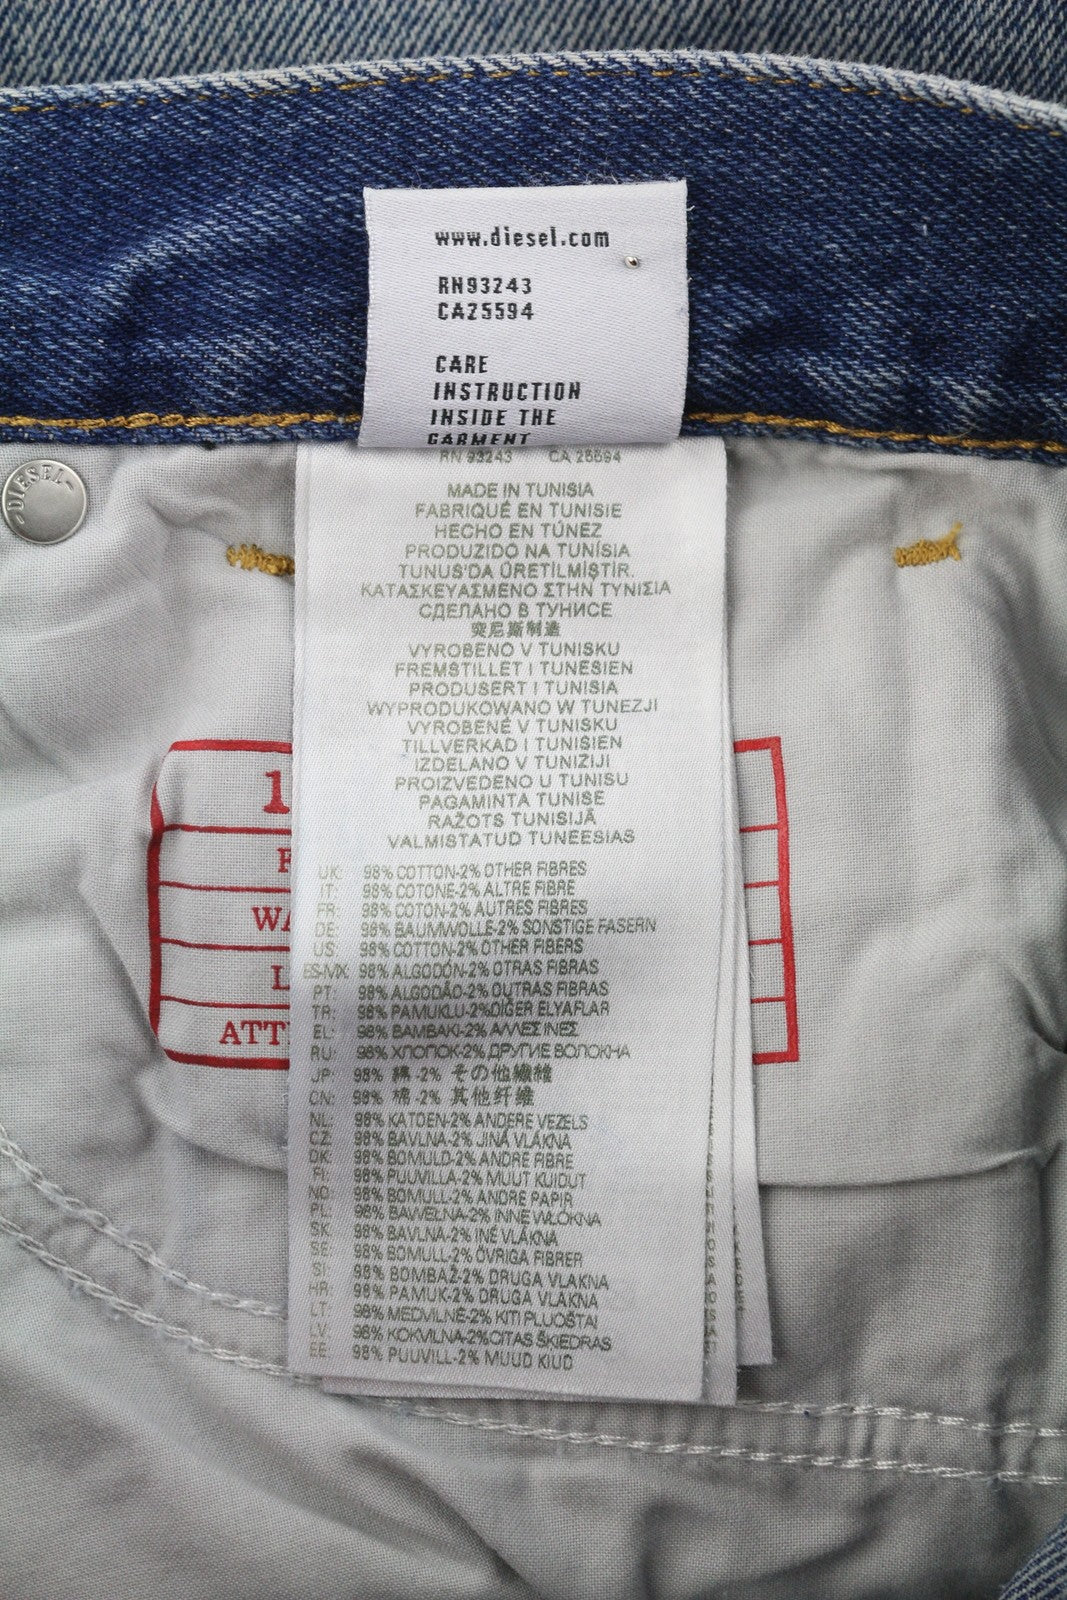 www.diesel.com
RN93243
CA25594
CARE
INSTRUCTION
INSIDE THE
GARMENT
RN 93243 CA 25594
DIESEL
MADE IN TUNISIA
FABRIQUÉ EN TUNISIE
HECHO EN TÚNEZ
PRODUZIDO NA TUNÍSIA
TUNUS'DA ÜRETİLMİŞTİR.
ΚΑΤΑΣΚΕΥΑΣΜΕΝΟ ΣΤΗΝ ΤΥΝΙΣΙΑ
СДЕЛАНО В ТУНИСЕ
突尼斯制造
VYROBENO V TUNISKU
FREMSTILLET I TUNESIEN
PRODUSERT I TUNISIA
WYPRODUKOWANO W TUNEZJI
VYROBENÉ V TUNISKU
TILLVERKAD I TUNISIEN
IZDELANO V TUNIZIJI
PROIZVEDENO U TUNISU
PAGAMINTA TUNISE
RAŽOTS TUNISIJĀ
VALMISTATUD TUNEESIAS
1
WA
L
ATT
UK: 98% COTTON-2% OTHER FIBRES
IT: 98% COTONE-2% ALTRE FIBRE
FR: 98% COTON-2% AUTRES FIBRES
DE: 98% BAUMWOLLE-2% SONSTIGE FASERN
US: 98% COTTON-2% OTHER FIBERS
ES-MX: 98% ALGODÓN-2% OTRAS FIBRAS
PT: 98% ALGODÃO-2% OUTRAS FIBRAS
TR: 98% PAMUKLU-2%DİĞER ELYAFLAR
EL: 98% ΒΑΜΒΑΚΙ-2% ΑΛΛΕΣ ΙΝΕΣ
RU: 98% ХЛОПОК-2% ДРУГИЕ ВОЛОКНА
JP: 98% 綿 -2% その他繊維
CN: 98% 棉 -2% 其他纤维
NL: 98% KATOEN-2% ANDERE VEZELS
CZ: 98% BAVLNA-2% JINÁ VLÁKNA
DK: 98% BOMULD-2% ANDRE FIBRE
FI: 98% PUUVILLA-2% MUUT KUIDUT
NO: 98% BOMULL-2% ANDRE PAPIR
PL: 98% BAWEŁNA-2% INNE WŁÓKNA
SK: 98% BAVLNA-2% INÉ VLÁKNA
SE: 98% BOMULL-2% ÖVRIGA FIBRER
SI: 98% BOMBAŽ-2% DRUGA VLAKNA
HR: 98% PAMUK-2% DRUGA VLAKNA
LT: 98% MEDVILNĖ-2% KITI PLUOŠTAI
LV: 98% KOKVILNA-2%CITAS ŠĶIEDRAS
EE: 98% PUUVILL-2% MUUD KIUD